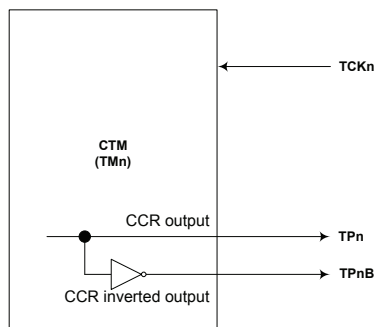 TCKn
CTM
(TMn)
CCR output
TPn
TPnB
CCR inverted output